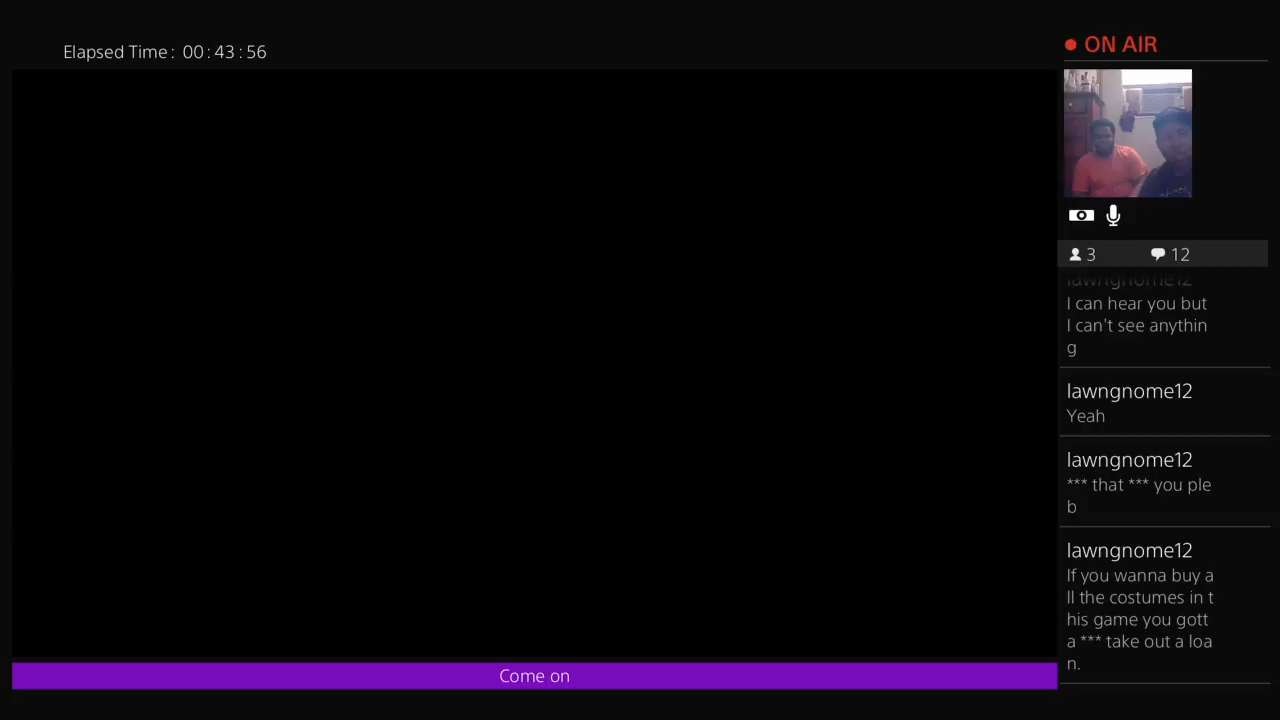 Elapsed Time: 00:43:56
ON AIR
3 12
lawngnome12
I can hear you but
I can't see anythin
g
lawngnome12
Yeah
lawngnome12
*** that *** you ple
b
lawngnome12
If you wanna buy a
ll the costumes in t
his game you gott
a *** take out a loa
n.
Come on